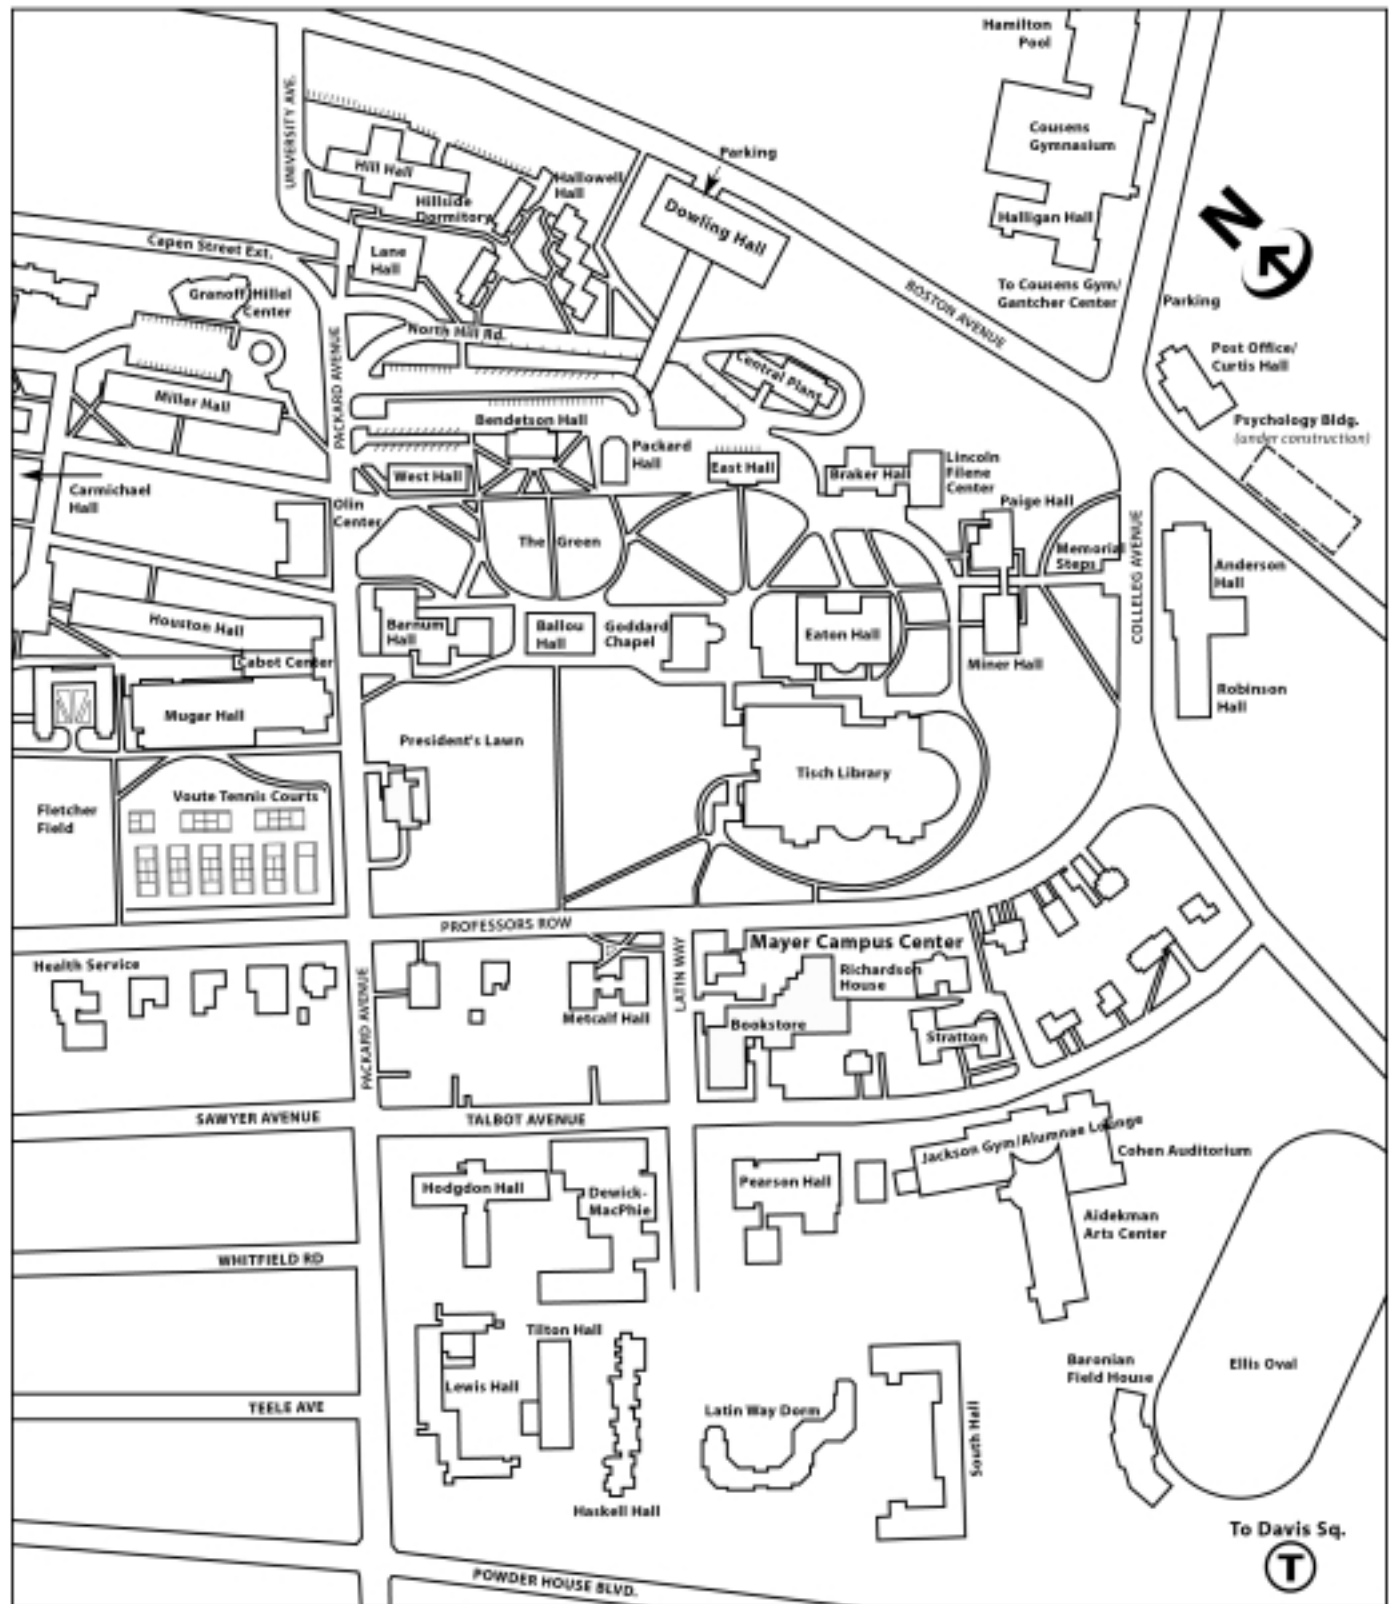 Hamilton
Pool
UNIVERSITY AVE.
Cousens
Gymnasium
Parking
Hill Hall
Hallowell
Hall
Hillside
Dormitory
Dowling Hall
Halligan Hall
N
Capen Street Ext.
Lane
Hall
Granoff Hillel
Center
To Cousens Gym/
Gantcher Center
BOSTON AVENUE
Parking
North Hill Rd.
PACKARD AVENUE
Central Plant
Post Office/
Curtis Hall
Miller Hall
Bendetson Hall
Psychology Bldg.
(under construction)
Packard
Hall
West Hall
East Hall
Braker Hall
Lincoln
Filene
Center
Carmichael
Hall
Olin
Center
Paige Hall
The Green
Memorial
Steps
COLLELEG AVENUE
Anderson
Hall
Houston Hall
Barnum
Hall
Ballou
Hall
Goddard
Chapel
Eaton Hall
Miner Hall
Cabot Center
Robinson
Hall
Mugar Hall
President's Lawn
Tisch Library
Voute Tennis Courts
Fletcher
Field
PROFESSORS ROW
Mayer Campus Center
Health Service
LATIN WAY
Richardson
House
PACKARD AVENUE
Metcalf Hall
Bookstore
Stratton
SAWYER AVENUE
TALBOT AVENUE
Jackson Gym/Alumnae Lounge
Cohen Auditorium
Hodgdon Hall
Dewick-
MacPhie
Pearson Hall
Aidekman
Arts Center
WHITFIELD RD
Tilton Hall
Baronian
Field House
Ellis Oval
Lewis Hall
TEELE AVE
Latin Way Dorm
South Hall
Haskell Hall
To Davis Sq.
T
POWDER HOUSE BLVD.